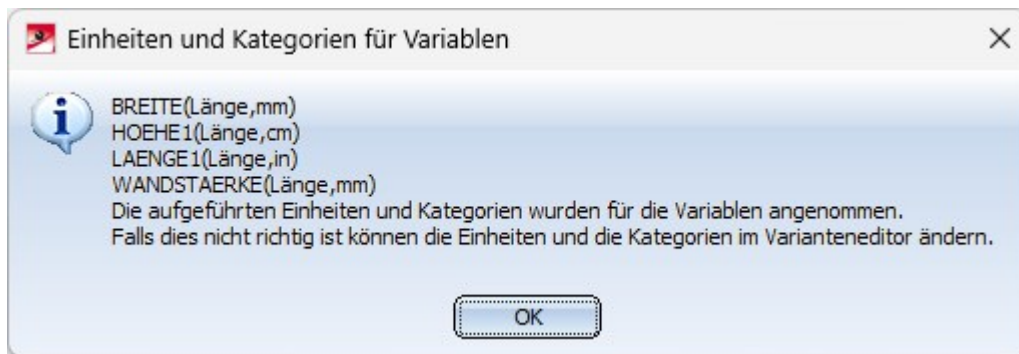 Einheiten und Kategorien für Variablen
BREITE(Länge,mm)
HOEHE1(Länge,cm)
LAENGE1(Länge,in)
WANDSTAERKE(Länge,mm)
Die aufgeführten Einheiten und Kategorien wurden für die Variablen angenommen.
Falls dies nicht richtig ist können die Einheiten und die Kategorien im Varianteneditor ändern.
OK